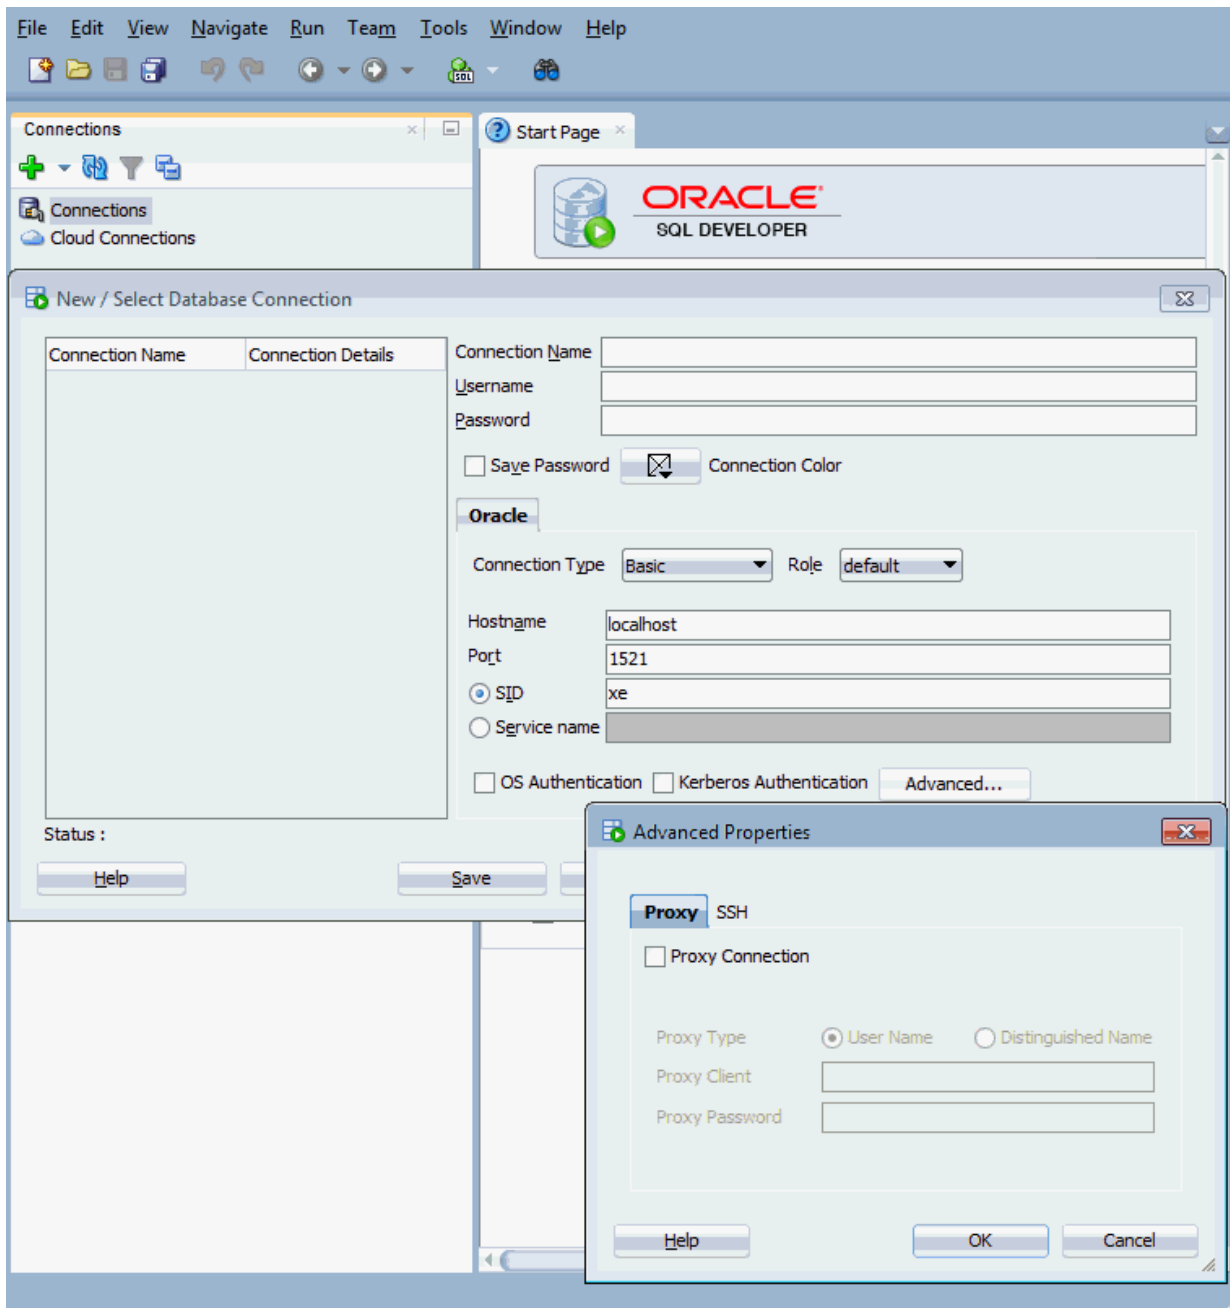 File Edit View Navigate Run Team Tools Window Help
SQL
Connections
Start Page
Connections
Cloud Connections
ORACLE
SQL DEVELOPER
New / Select Database Connection
Connection Name Connection Details
Connection Name
Username
Password
Save Password Connection Color
Oracle
Connection Type Basic Role default
Hostname localhost
Port 1521
SID xe
Service name
OS Authentication Kerberos Authentication Advanced...
Status :
Help Save
Advanced Properties
Proxy SSH
Proxy Connection
Proxy Type User Name Distinguished Name
Proxy Client
Proxy Password
Help OK Cancel